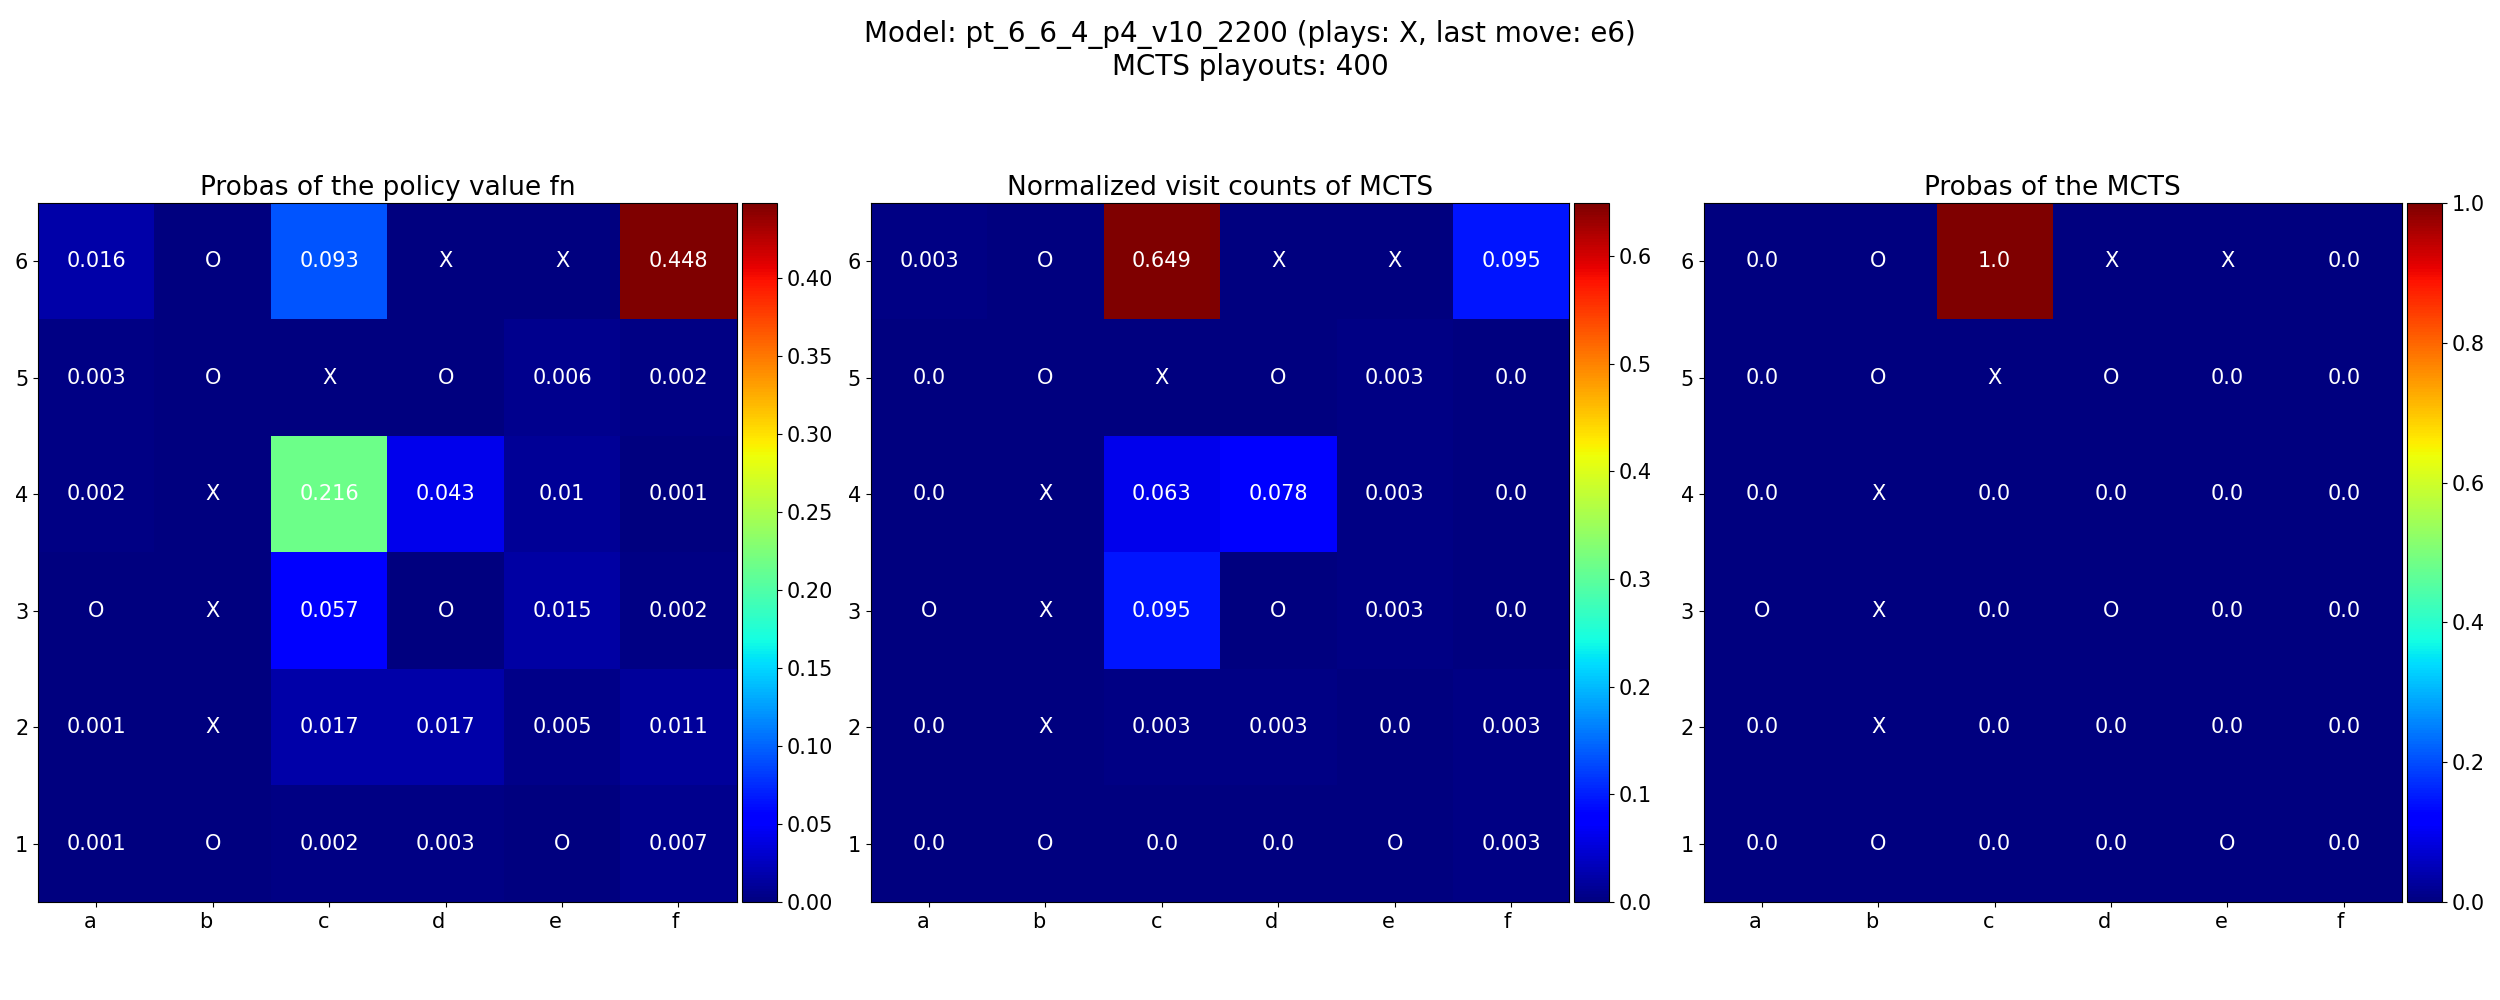 Model: pt_6_6_4_p4_v10_2200 (plays: X, last move: e6)
MCTS playouts: 400
Probas of the policy value fn
6 0.016 O 0.093 X X 0.448
5 0.003 O X O 0.006 0.002
4 0.002 X 0.216 0.043 0.01 0.001
3 O X 0.057 O 0.015 0.002
2 0.001 X 0.017 0.017 0.005 0.011
1 0.001 O 0.002 0.003 O 0.007
a b c d e f
0.40
0.35
0.30
0.25
0.20
0.15
0.10
0.05
0.00
Normalized visit counts of MCTS
6 0.003 O 0.649 X X 0.095
5 0.0 O X O 0.003 0.0
4 0.0 X 0.063 0.078 0.003 0.0
3 O X 0.095 O 0.003 0.0
2 0.0 X 0.003 0.003 0.0 0.003
1 0.0 O 0.0 0.0 O 0.003
a b c d e f
0.6
0.5
0.4
0.3
0.2
0.1
0.0
Probas of the MCTS
6 0.0 O 1.0 X X 0.0
5 0.0 O X O 0.0 0.0
4 0.0 X 0.0 0.0 0.0 0.0
3 O X 0.0 O 0.0 0.0
2 0.0 X 0.0 0.0 0.0 0.0
1 0.0 O 0.0 0.0 O 0.0
a b c d e f
1.0
0.8
0.6
0.4
0.2
0.0